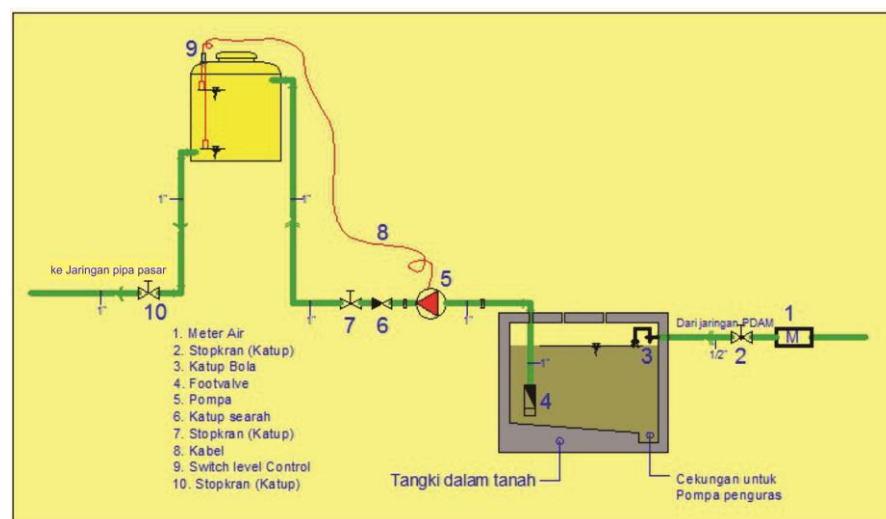 9
1"
1"
8
ke Jaringan pipa pasar
1"
10
1"
7
6
5
1"
1"
4
3
Dari jaringan PDAM
1/2"
2
1
M
1. Meter Air
2. Stopkran (Katup)
3. Katup Bola
4. Footvalve
5. Pompa
6. Katup searah
7. Stopkran (Katup)
8. Kabel
9. Switch level Control
10. Stopkran (Katup)
Tangki dalam tanah
Cekungan untuk
Pompa penguras